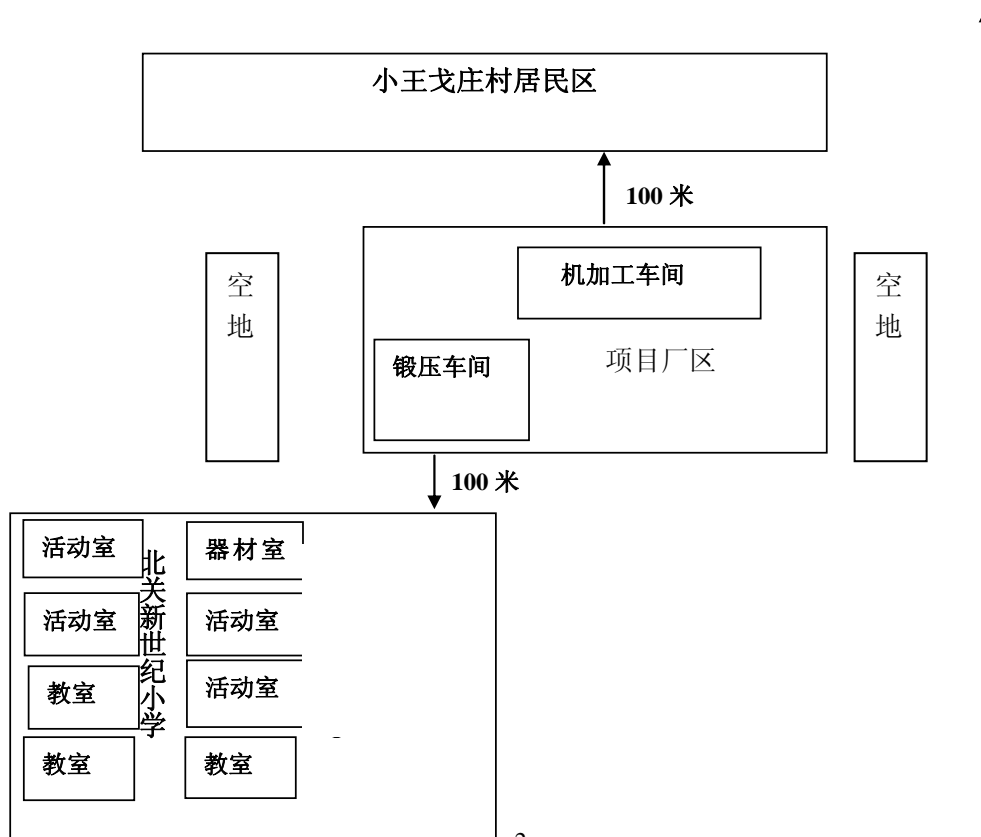 小王戈庄村居民区
100 米
机加工车间
空地
空地
项目厂区
锻压车间
100 米
北关新世纪小学
活动室
器材室
活动室
活动室
教室
活动室
教室
教室